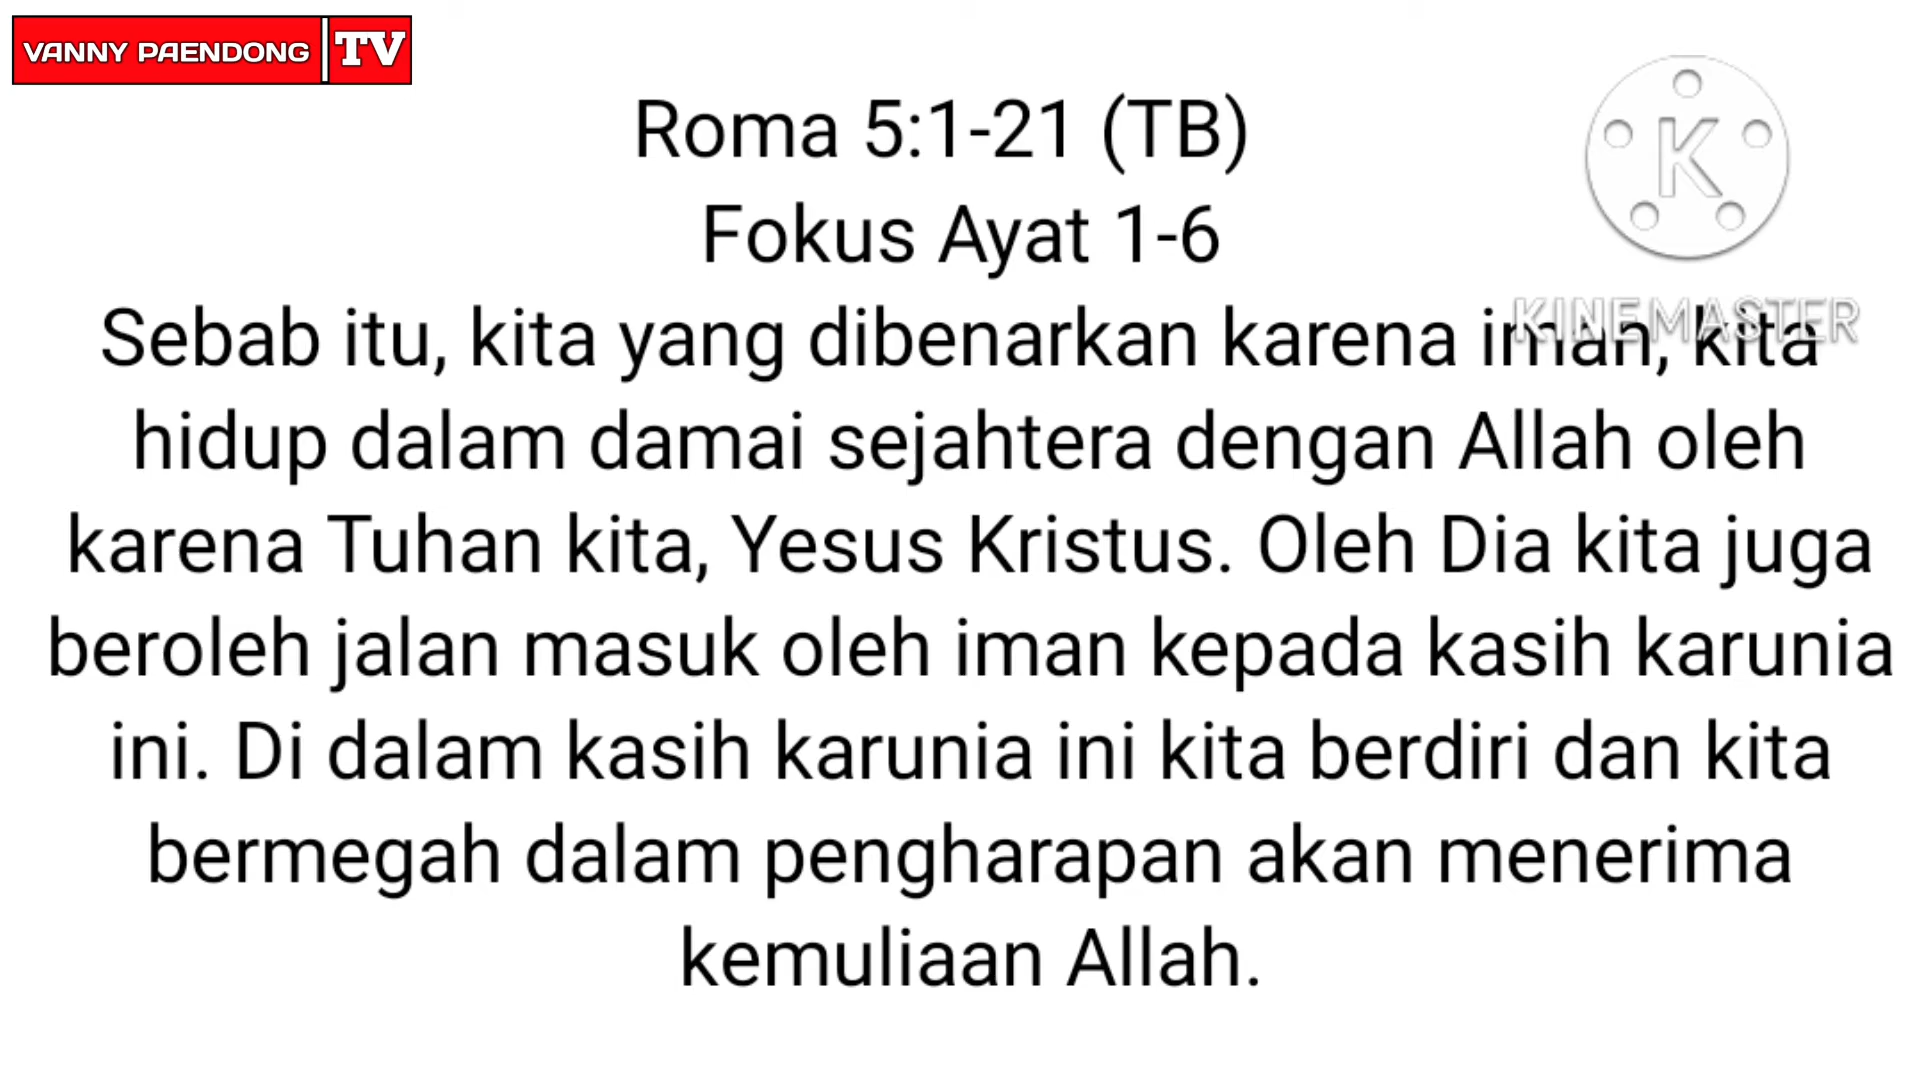 VANNY PAENDONG TV
Roma 5:1-21 (TB)
Fokus Ayat 1-6
Sebab itu, kita yang dibenarkan karena iman, kita
hidup dalam damai sejahtera dengan Allah oleh
karena Tuhan kita, Yesus Kristus. Oleh Dia kita juga
beroleh jalan masuk oleh iman kepada kasih karunia
ini. Di dalam kasih karunia ini kita berdiri dan kita
bermegah dalam pengharapan akan menerima
kemuliaan Allah.
K
KINEMASTER